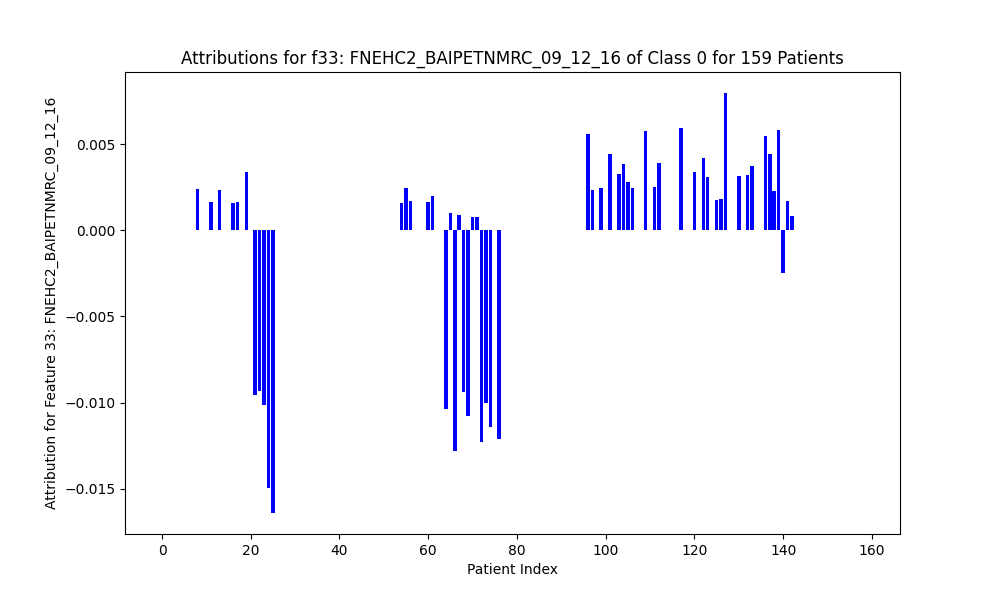 Attributions for f33: FNEHC2_BAIPETNMRC_09_12_16 of Class 0 for 159 Patients
Attribution for Feature 33: FNEHC2_BAIPETNMRC_09_12_16
0.005
0.000
−0.005
−0.010
−0.015
0 20 40 60 80 100 120 140 160
Patient Index